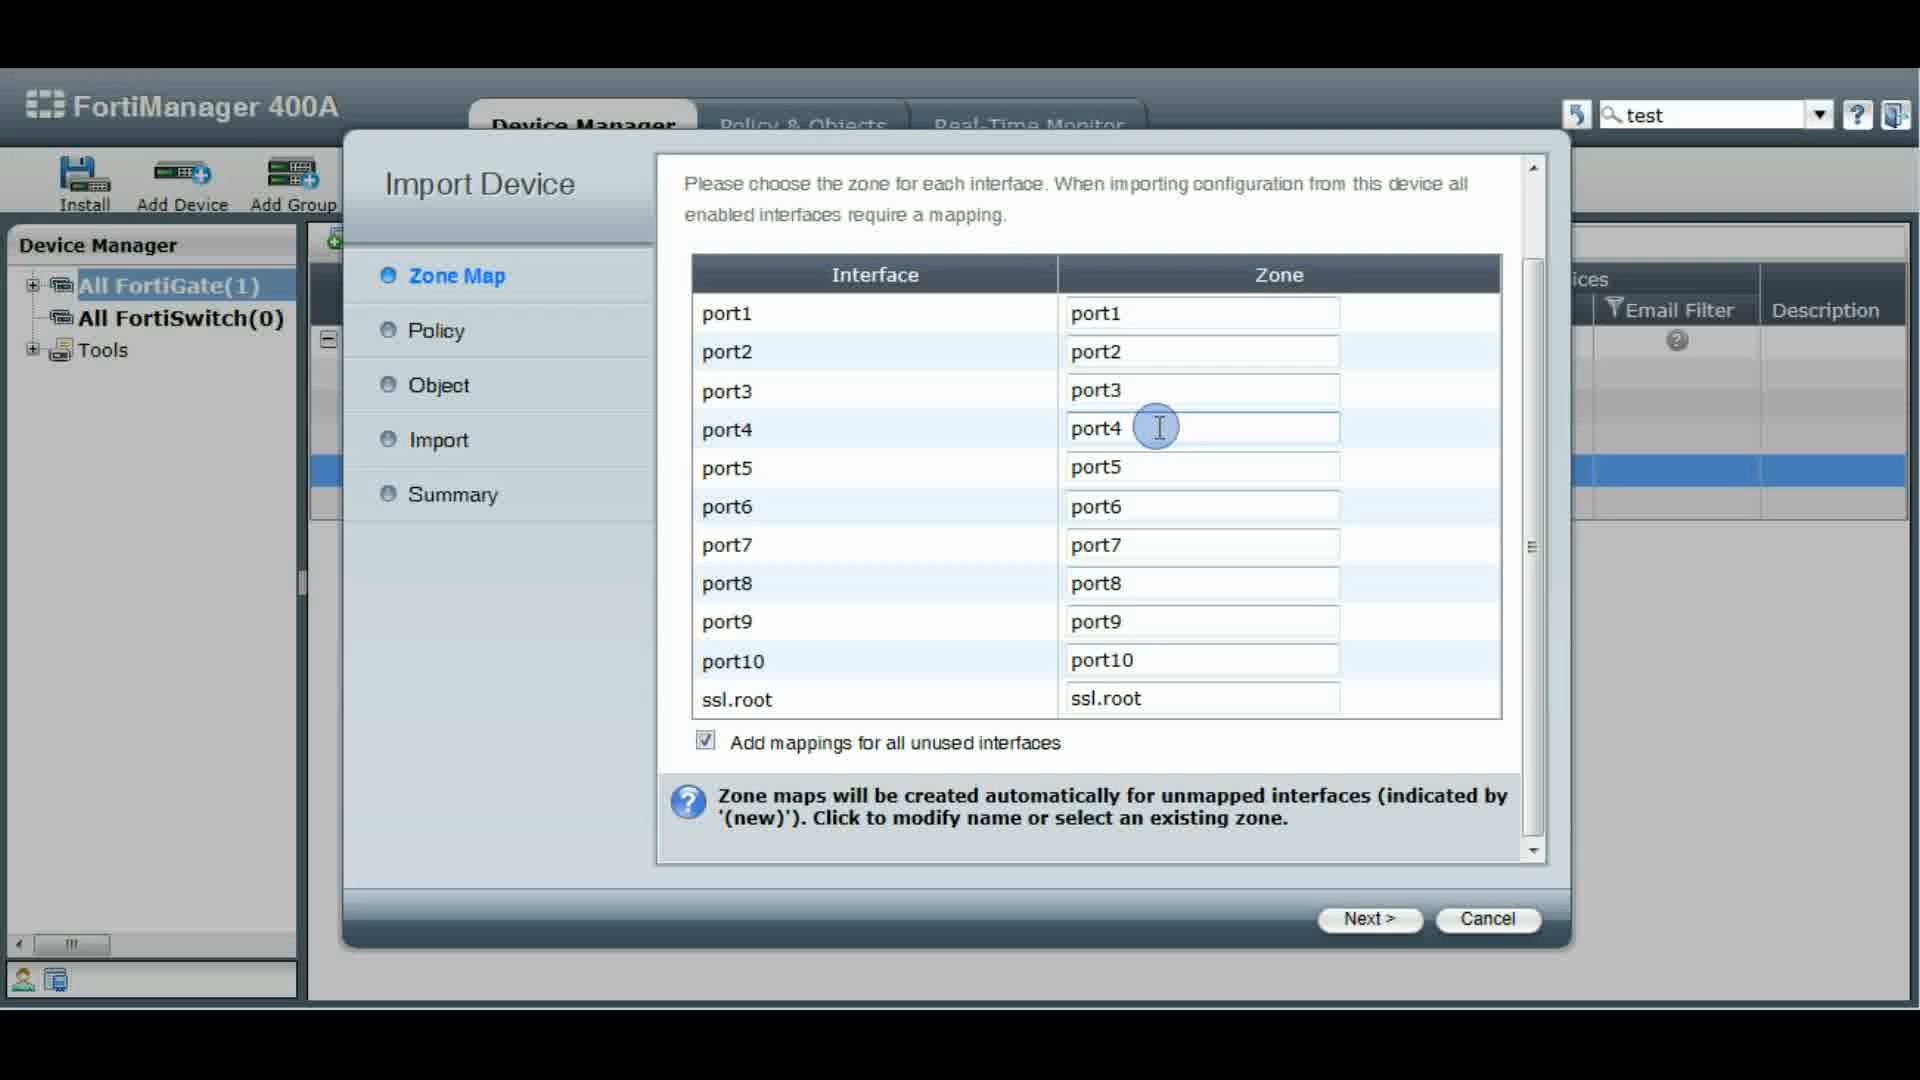 FortiManager 400A
Device Manager
Policy & Objects
Real-Time Monitor
test
Install
Add Device
Add Group
Device Manager
All FortiGate(1)
All FortiSwitch(0)
Tools
Import Device
Zone Map
Policy
Object
Import
Summary
Please choose the zone for each interface. When importing configuration from this device all
enabled interfaces require a mapping.
Interface Zone
port1 port1
port2 port2
port3 port3
port4 port4
port5 port5
port6 port6
port7 port7
port8 port8
port9 port9
port10 port10
ssl.root ssl.root
Add mappings for all unused interfaces
Zone maps will be created automatically for unmapped interfaces (indicated by
'(new)'). Click to modify name or select an existing zone.
Next >
Cancel
ices
Email Filter
Description